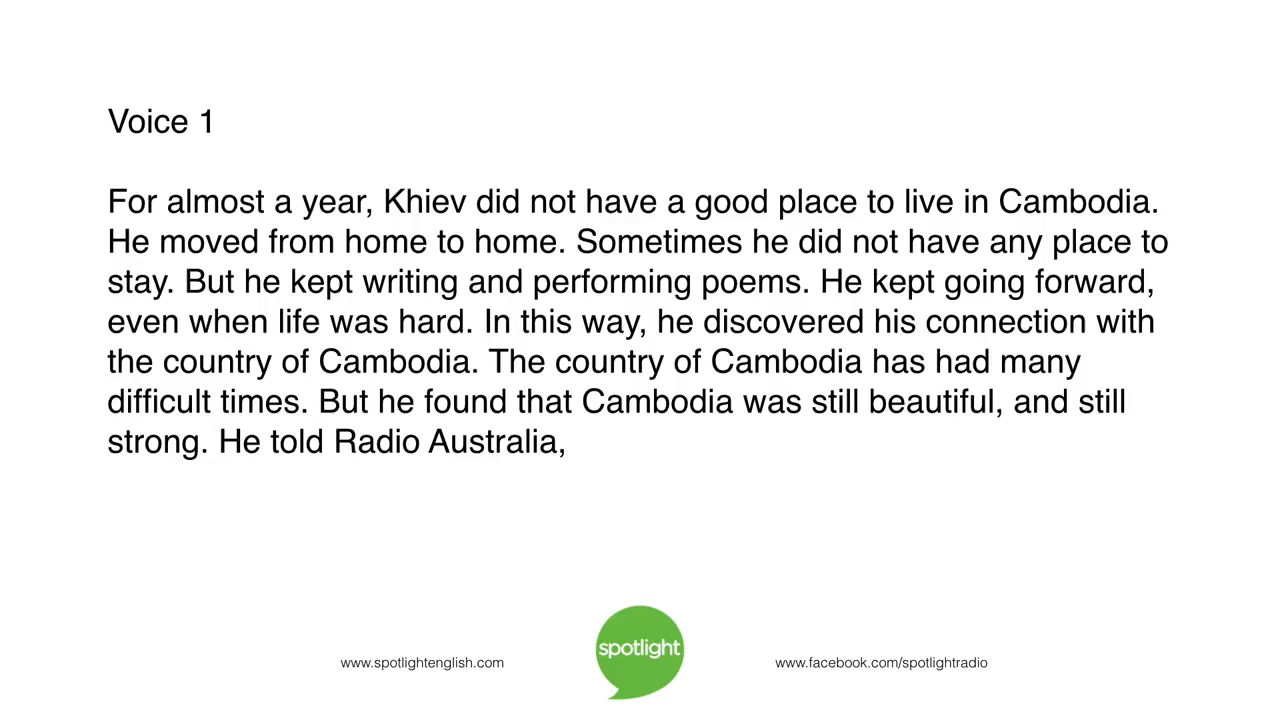 Voice 1
For almost a year, Khiev did not have a good place to live in Cambodia.
He moved from home to home. Sometimes he did not have any place to
stay. But he kept writing and performing poems. He kept going forward,
even when life was hard. In this way, he discovered his connection with
the country of Cambodia. The country of Cambodia has had many
difficult times. But he found that Cambodia was still beautiful, and still
strong. He told Radio Australia,
spotlight
www.spotlightenglish.com
www.facebook.com/spotlightradio